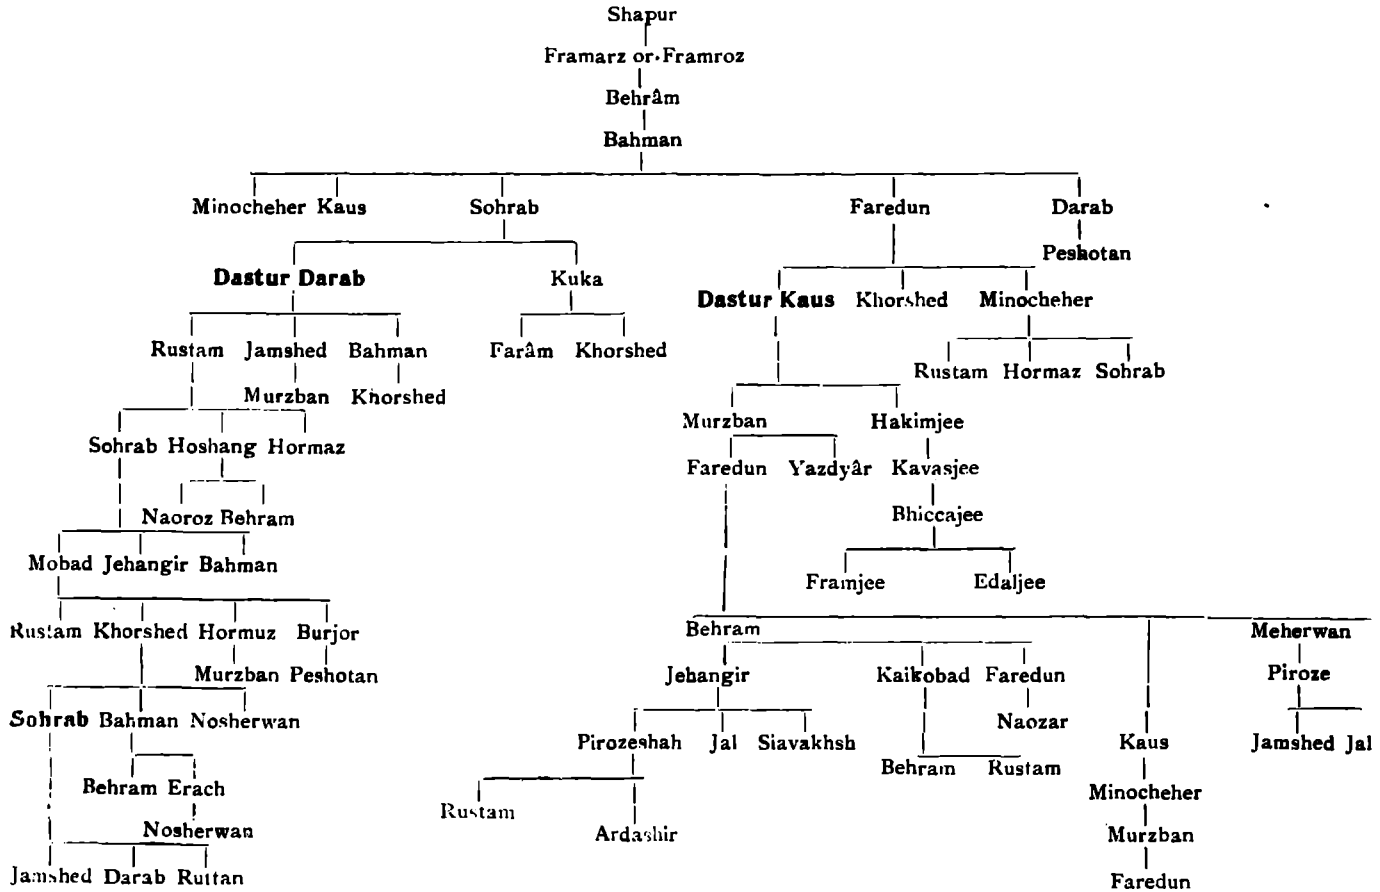 Shapur
Framarz or Framroz
Behrâm
Bahman
Minocheher Kaus Sohrab Faredun Darab
Peshotan
Dastur Darab Kuka
Dastur Kaus Khorshed Minocheher
Rustam Jamshed Bahman Farâm Khorshed
Rustam Hormaz Sohrab
Murzban Khorshed
Murzban Hakimjee
Sohrab Hoshang Hormaz
Faredun Yazdyâr Kavasjee
Naoroz Behram Bhiccajee
Mobad Jehangir Bahman
Framjee Edaljee
Rustam Khorshed Hormuz Burjor Behram Meherwan
Murzban Peshotan Jehangir Kaikobad Faredun Piroze
Sohrab Bahman Nosherwan Naozar
Pirozeshah Jal Siavakhsh Kaus Jamshed Jal
Behram Rustam
Behram Erach Minocheher
Rustam
Nosherwan Ardashir Murzban
Jamshed Darab Ruttan Faredun